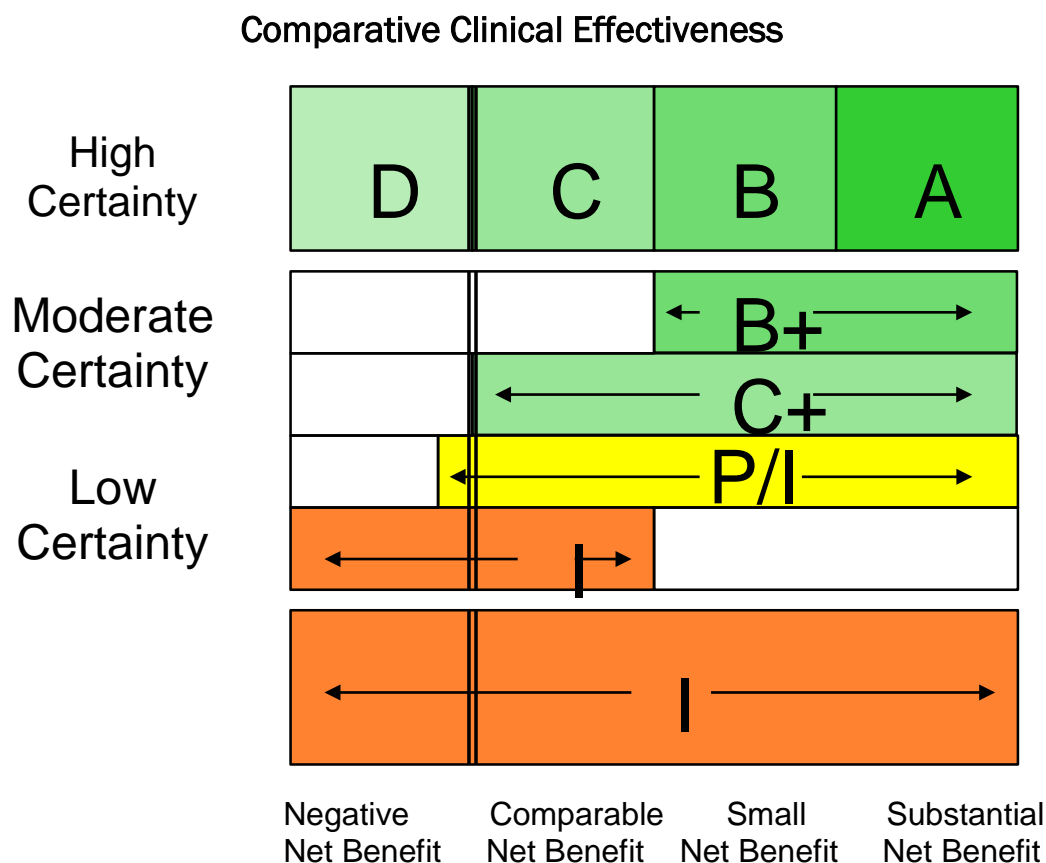 Comparative Clinical Effectiveness
High
Certainty
D C B A
Moderate
Certainty
B+
C+
P/I
Low
Certainty
I
I
Negative Comparable Small Substantial
Net Benefit Net Benefit Net Benefit Net Benefit